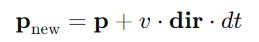 p_new = p + v · dir · dt